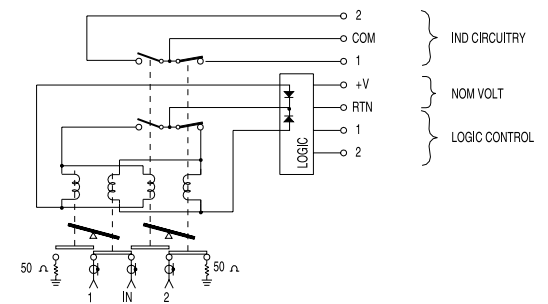 2
COM
1
IND CIRCUITRY
+V
RTN
NOM VOLT
1
2
LOGIC CONTROL
LOGIC
50 Ω
50 Ω
1 IN 2